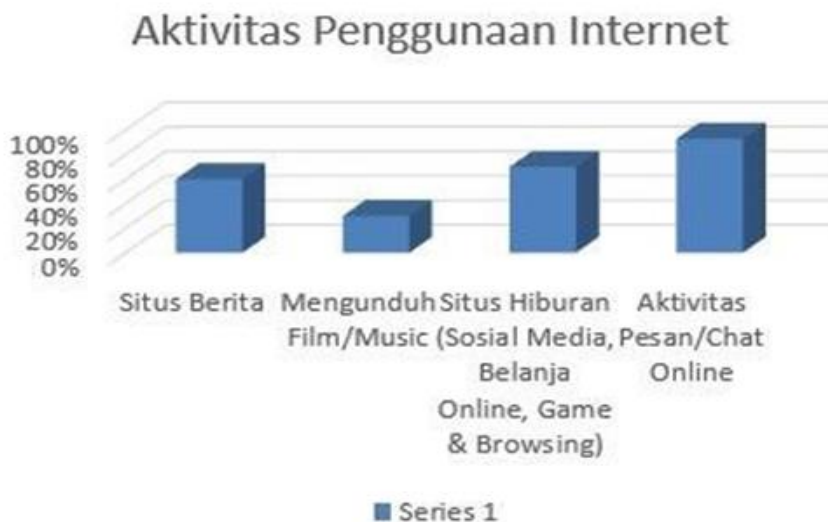 Aktivitas Penggunaan Internet
100%
80%
60%
40%
20%
0%
Situs Berita
Mengunduh
Film/Music
Situs Hiburan
(Sosial Media,
Belanja
Online, Game
& Browsing)
Aktivitas
Pesan/Chat
Online
Series 1